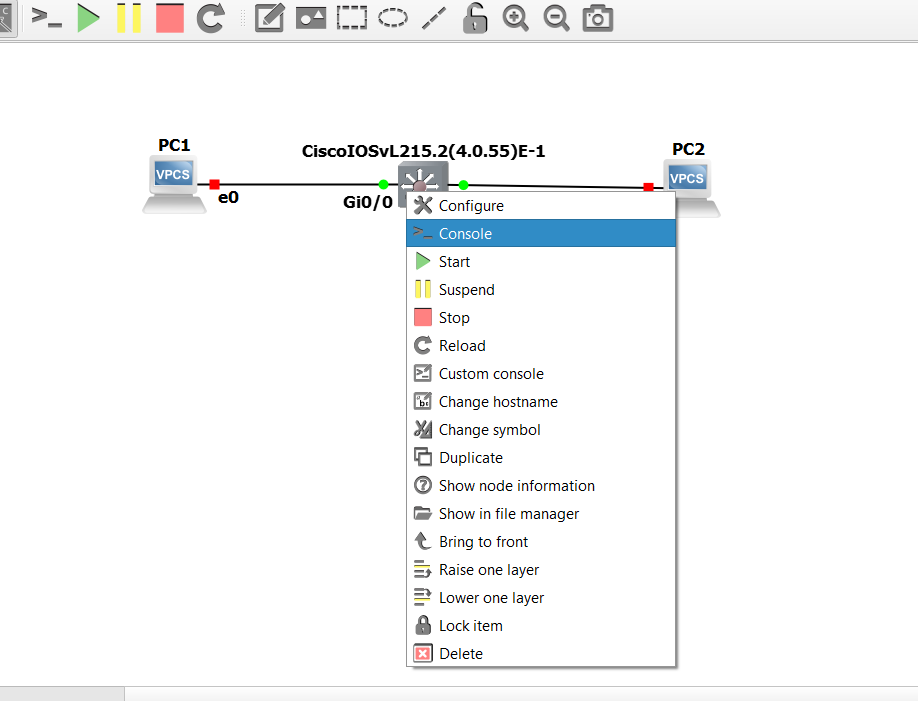 PC1
CiscoIOSvL215.2(4.0.55)E-1
PC2
VPCS
VPCS
e0
Gi0/0
Configure
Console
Start
Suspend
Stop
Reload
Custom console
Change hostname
Change symbol
Duplicate
Show node information
Show in file manager
Bring to front
Raise one layer
Lower one layer
Lock item
Delete